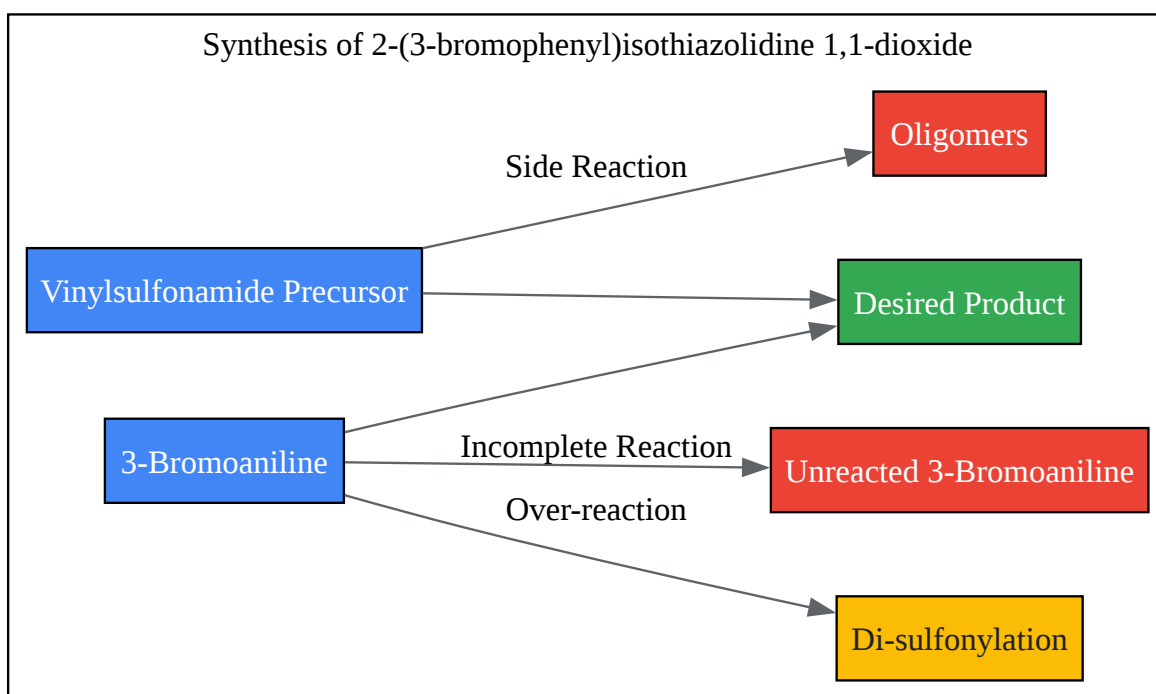 Synthesis of 2-(3-bromophenyl)isothiazolidine 1,1-dioxide
Oligomers
Side Reaction
Vinylsulfonamide Precursor
Desired Product
3-Bromoaniline
Incomplete Reaction
Unreacted 3-Bromoaniline
Over-reaction
Di-sulfonylation